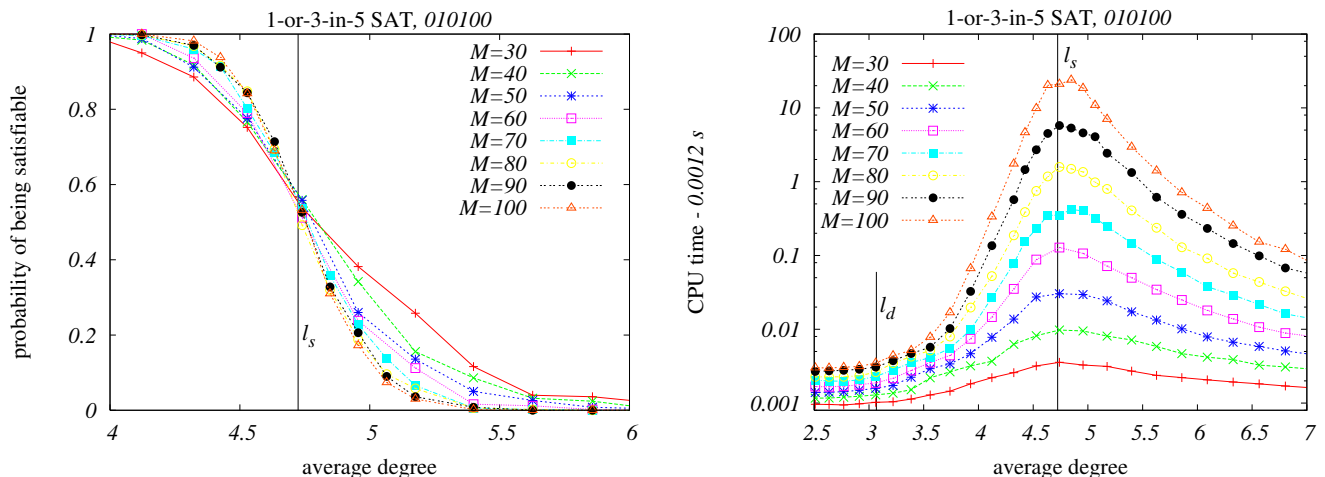 1-or-3-in-5 SAT, 010100
probability of being satisfiable
1
0.8
0.6
0.4
0.2
0
4
4.5
5
5.5
6
average degree
l_s
M=30
M=40
M=50
M=60
M=70
M=80
M=90
M=100
1-or-3-in-5 SAT, 010100
CPU time - 0.0012 s
100
10
1
0.1
0.01
0.001
2.5
3
3.5
4
4.5
5
5.5
6
6.5
7
average degree
l_s
l_d
M=30
M=40
M=50
M=60
M=70
M=80
M=90
M=100